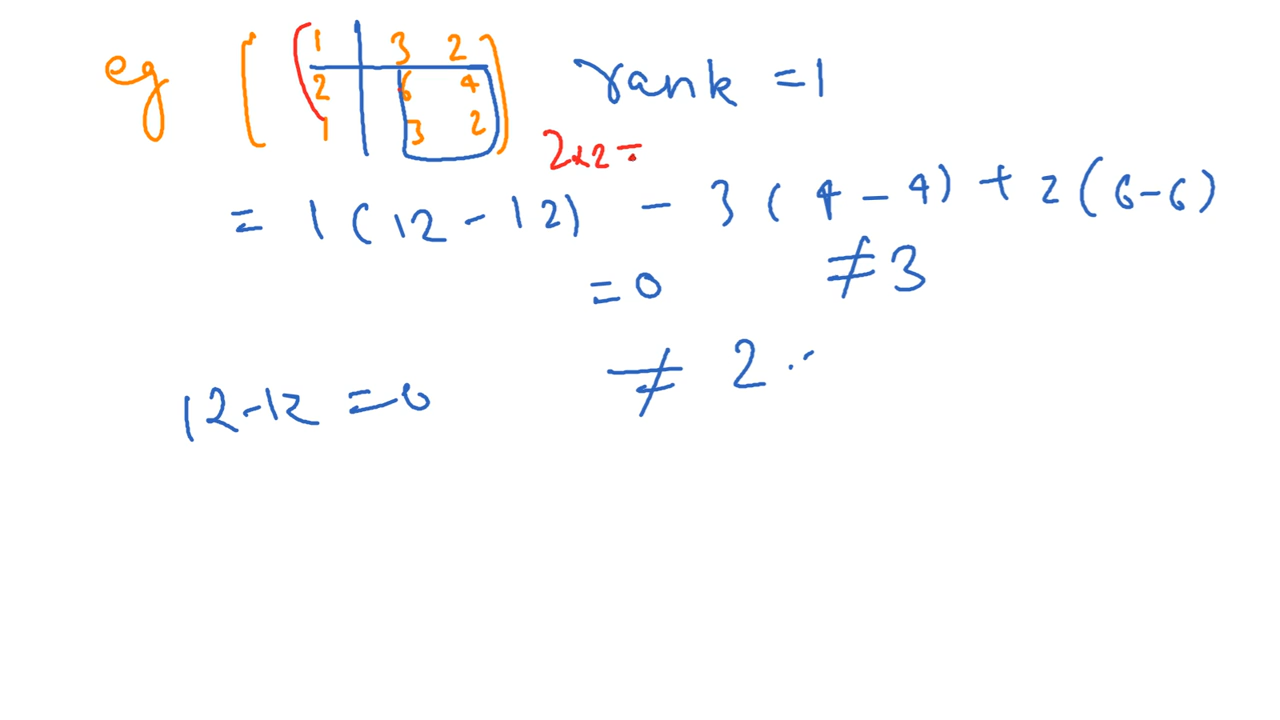 eg [ 1 3 2 ] rank = 1
2 6 4
1 3 2
2x2 =
= 1 (12 - 12) - 3 (4 - 4) + 2 (6 - 6)
= 0 ≠ 3
≠ 2
12 - 12 = 0